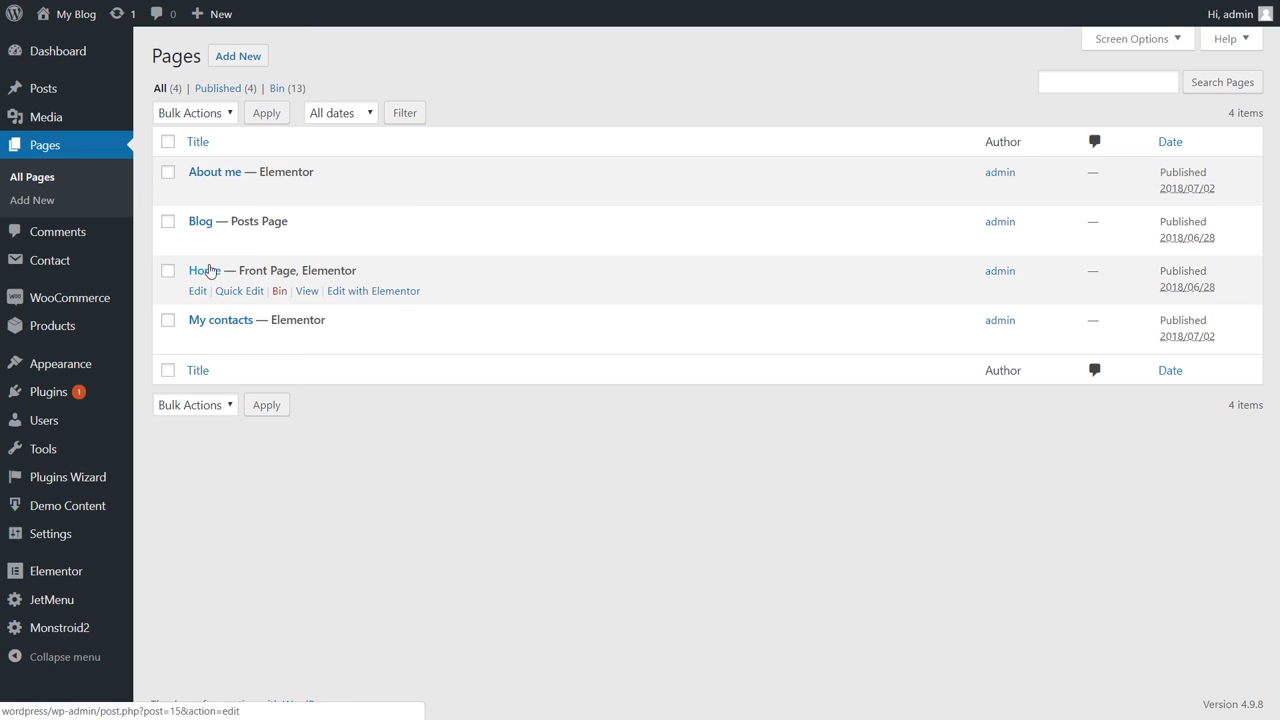 My Blog 1 0 New Hi, admin
Screen Options ▼ Help ▼
Dashboard
Posts
Media
Pages
All Pages
Add New
Comments
Contact
WooCommerce
Products
Appearance
Plugins 1
Users
Tools
Plugins Wizard
Demo Content
Settings
Elementor
JetMenu
Monstroid2
Collapse menu
Pages Add New
All (4) | Published (4) | Bin (13)
Search Pages
Bulk Actions ▼ Apply All dates ▼ Filter 4 items
Title Author Date
About me — Elementor admin — Published
2018/07/02
Blog — Posts Page admin — Published
2018/06/28
Home — Front Page, Elementor admin — Published
2018/06/28
Edit | Quick Edit | Bin | View | Edit with Elementor
My contacts — Elementor admin — Published
2018/07/02
Title Author Date
Bulk Actions ▼ Apply 4 items
Version 4.9.8
wordpress/wp-admin/post.php?post=15&action=edit